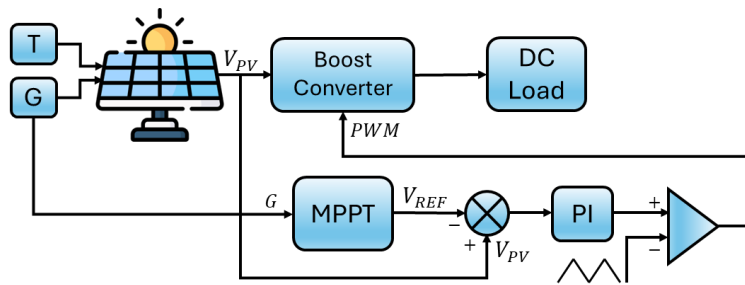 T
G
V_PV
Boost
Converter
DC
Load
PWM
G
MPPT
V_REF
−
+
V_PV
PI
+
−